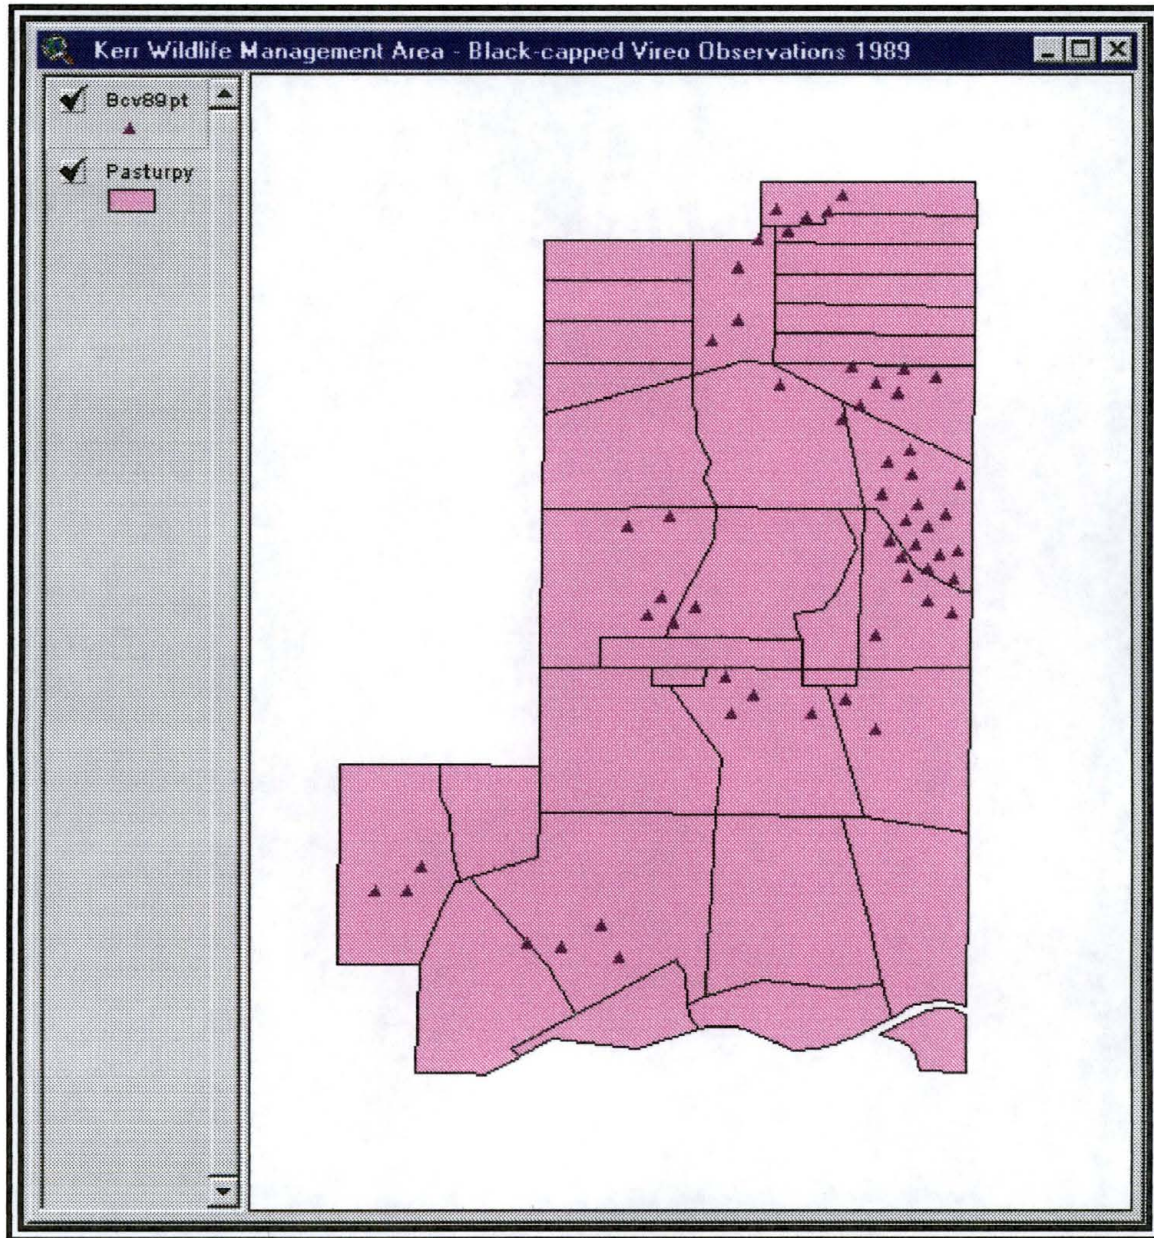 Kerr Wildlife Management Area - Black-capped Vireo Observations 1989
Bcv89pt
Pasturpy